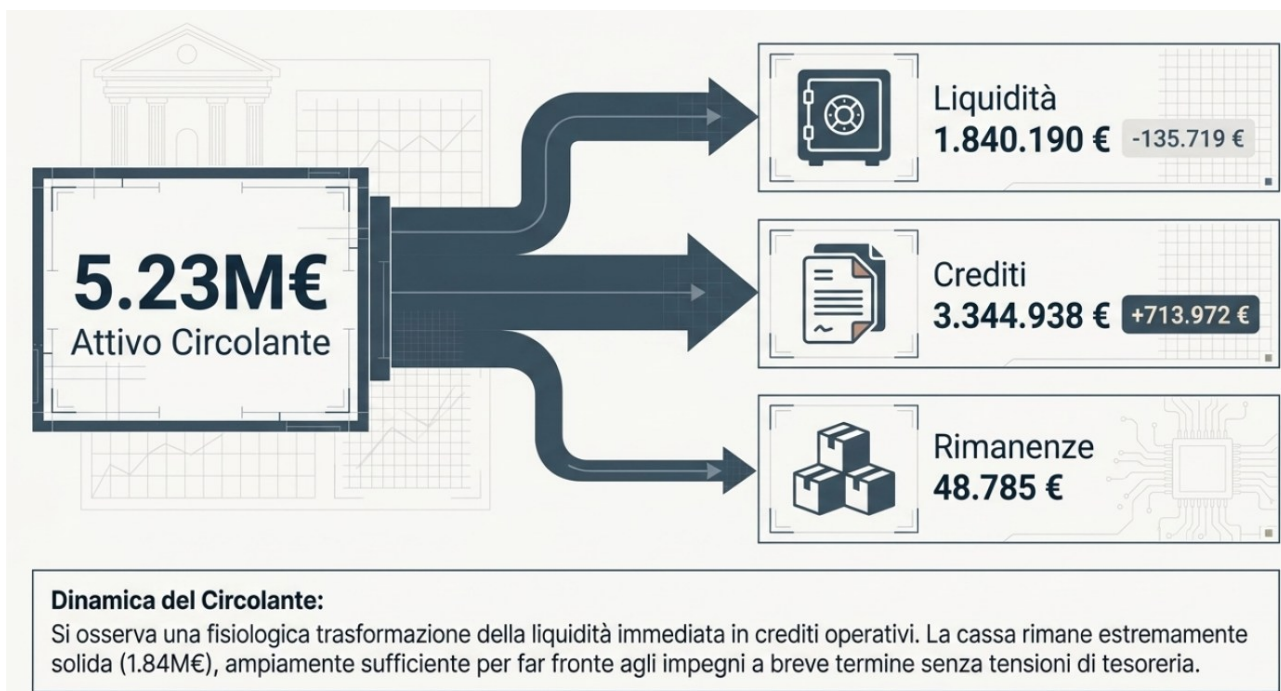 5.23M€
Attivo Circolante
Liquidità
1.840.190 € -135.719 €
Crediti
3.344.938 € +713.972 €
Rimanenze
48.785 €
Dinamica del Circolante:
Si osserva una fisiologica trasformazione della liquidità immediata in crediti operativi. La cassa rimane estremamente
solida (1.84M€), ampiamente sufficiente per far fronte agli impegni a breve termine senza tensioni di tesoreria.